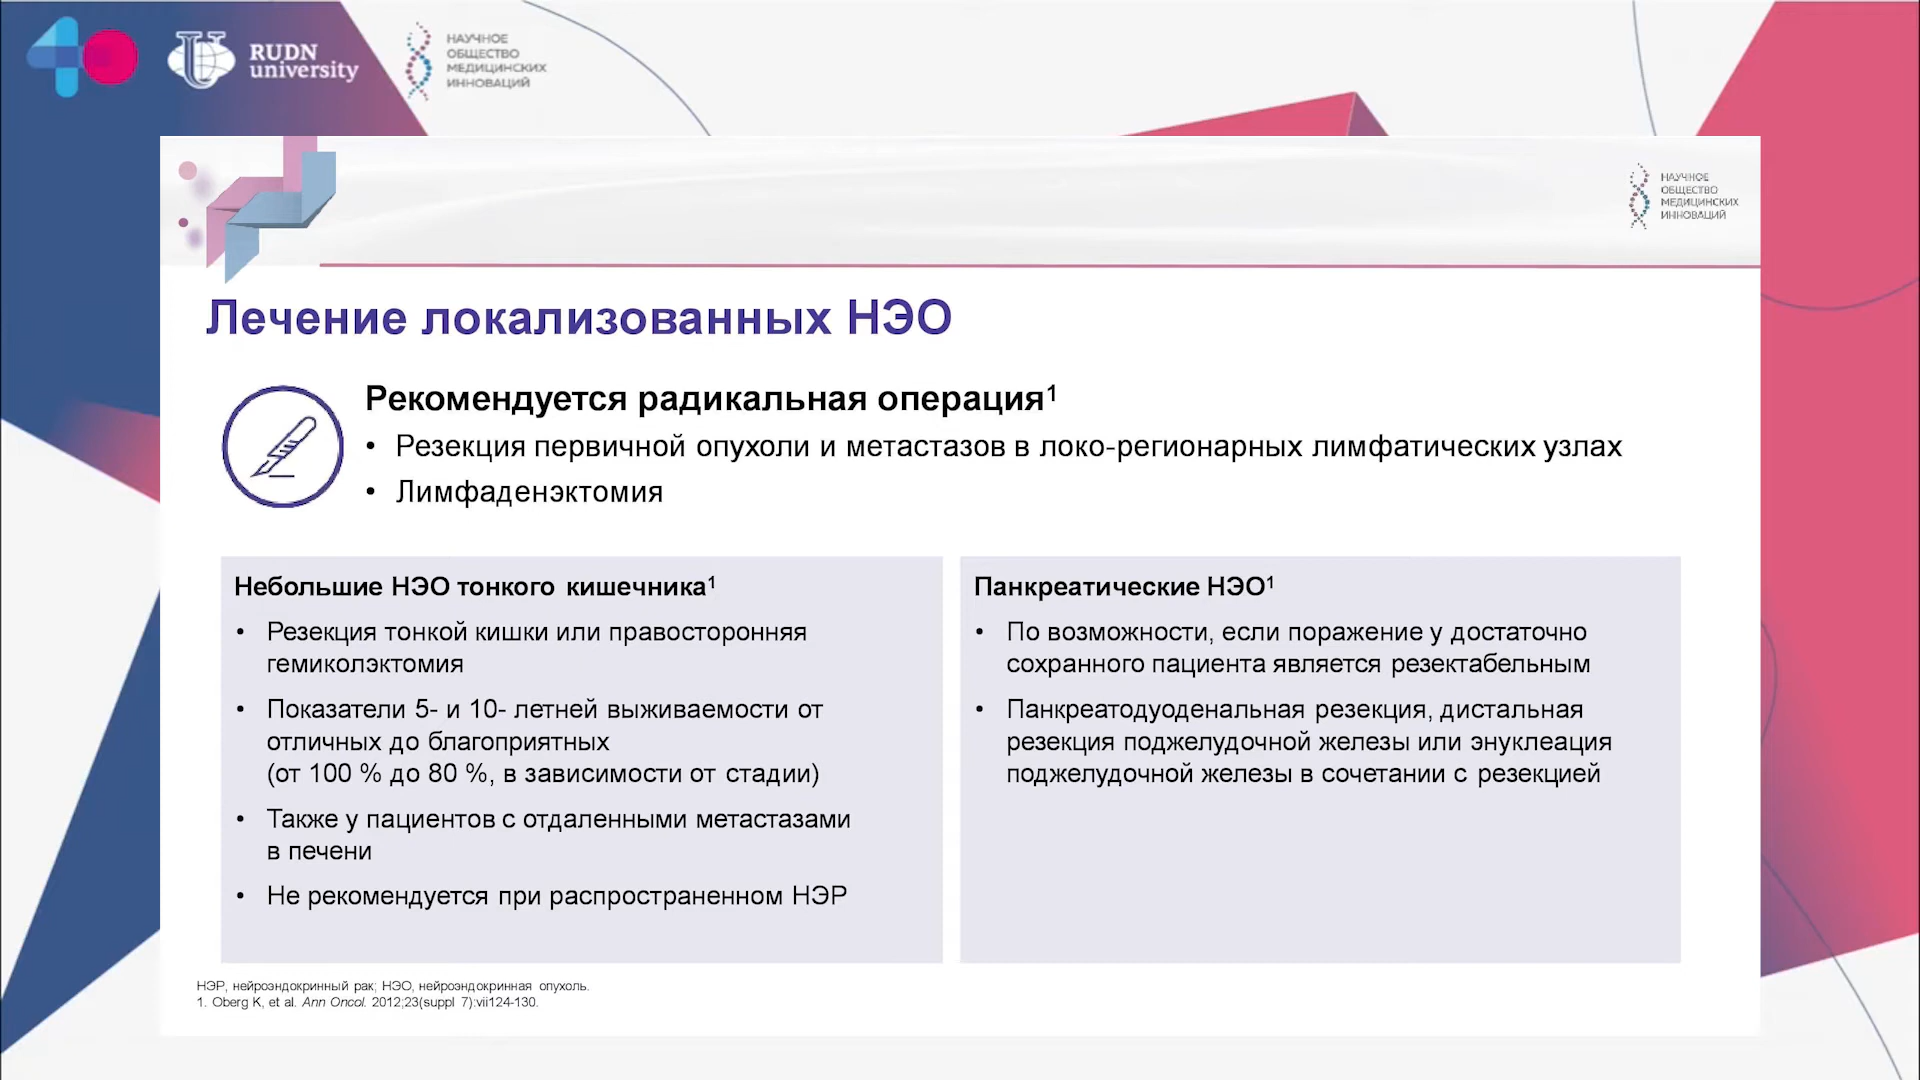 RUDN
university
НАУЧНОЕ
ОБЩЕСТВО
МЕДИЦИНСКИХ
ИННОВАЦИЙ
НАУЧНОЕ
ОБЩЕСТВО
МЕДИЦИНСКИХ
ИННОВАЦИЙ
Лечение локализованных НЭО
Рекомендуется радикальная операция¹
• Резекция первичной опухоли и метастазов в локо-регионарных лимфатических узлах
• Лимфаденэктомия
Небольшие НЭО тонкого кишечника¹
• Резекция тонкой кишки или правосторонняя
гемиколэктомия
• Показатели 5- и 10- летней выживаемости от
отличных до благоприятных
(от 100 % до 80 %, в зависимости от стадии)
• Также у пациентов с отдаленными метастазами
в печени
• Не рекомендуется при распространенном НЭР
Панкреатические НЭО¹
• По возможности, если поражение у достаточно
сохранного пациента является резектабельным
• Панкреатодуоденальная резекция, дистальная
резекция поджелудочной железы или энуклеация
поджелудочной железы в сочетании с резекцией
НЭР, нейроэндокринный рак; НЭО, нейроэндокринная опухоль.
1. Oberg K, et al. Ann Oncol. 2012;23(suppl 7):vii124-130.